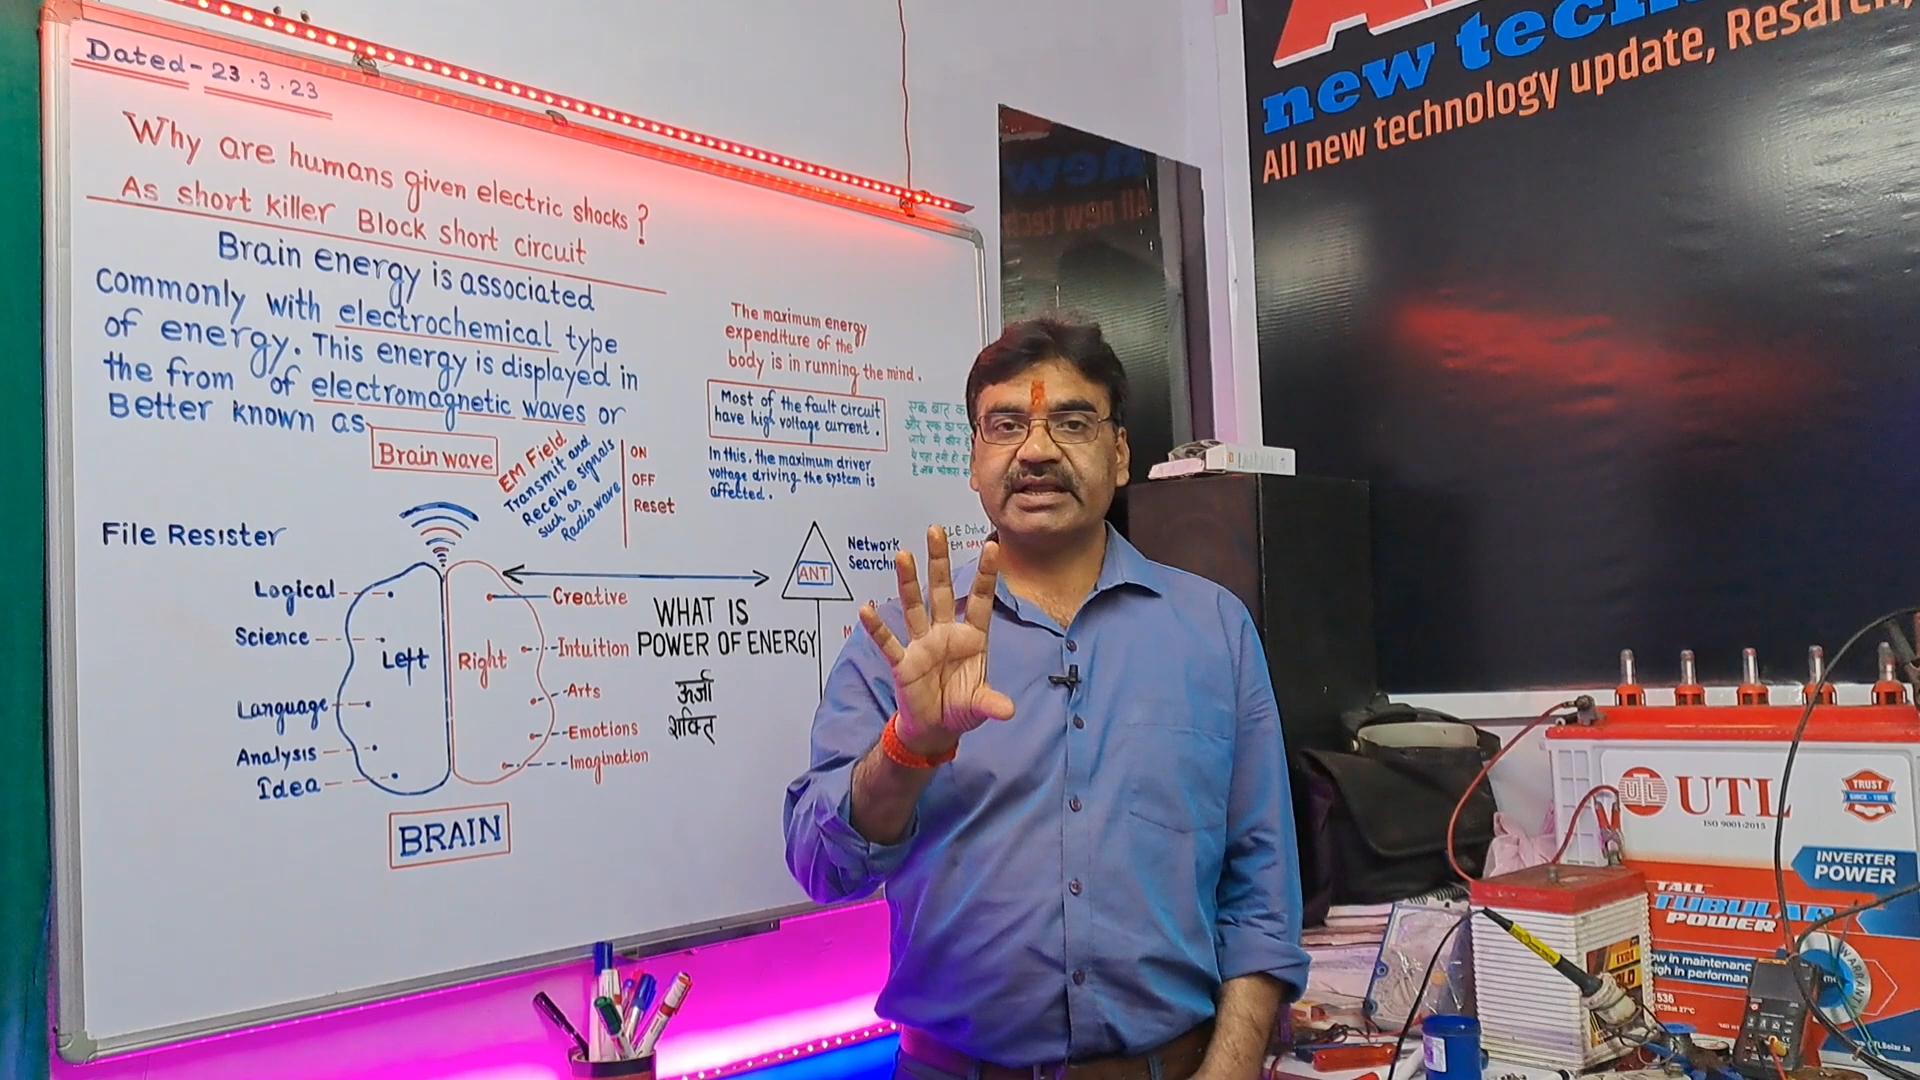 Dated-23.3.23
Why are humans given electric shocks?
As short killer Block short circuit
Brain energy is associated
commonly with electrochemical type
of energy. This energy is displayed in
the from of electromagnetic waves or
Better known as
Brain wave
EM Field
Transmit and
Receive signals
such as
Radio wave
ON
OFF
Reset
File Resister
Logical
Science
Language
Analysis
Idea
Left
Right
Creative
Intuition
Arts
Emotions
Imagination
BRAIN
The maximum energy
expenditure of the
body is in running the mind.
Most of the fault circuit
have high voltage current.
In this, the maximum driver
voltage driving the system is
affected.
एक बात
ANT
Network
WHAT IS
POWER OF ENERGY
ऊर्जा
शक्ति
new
All new technology update,
UTL
ISO 9001:2015
TRUST
INVERTER
POWER
TALL
TUBULAR
POWER
EXIDE